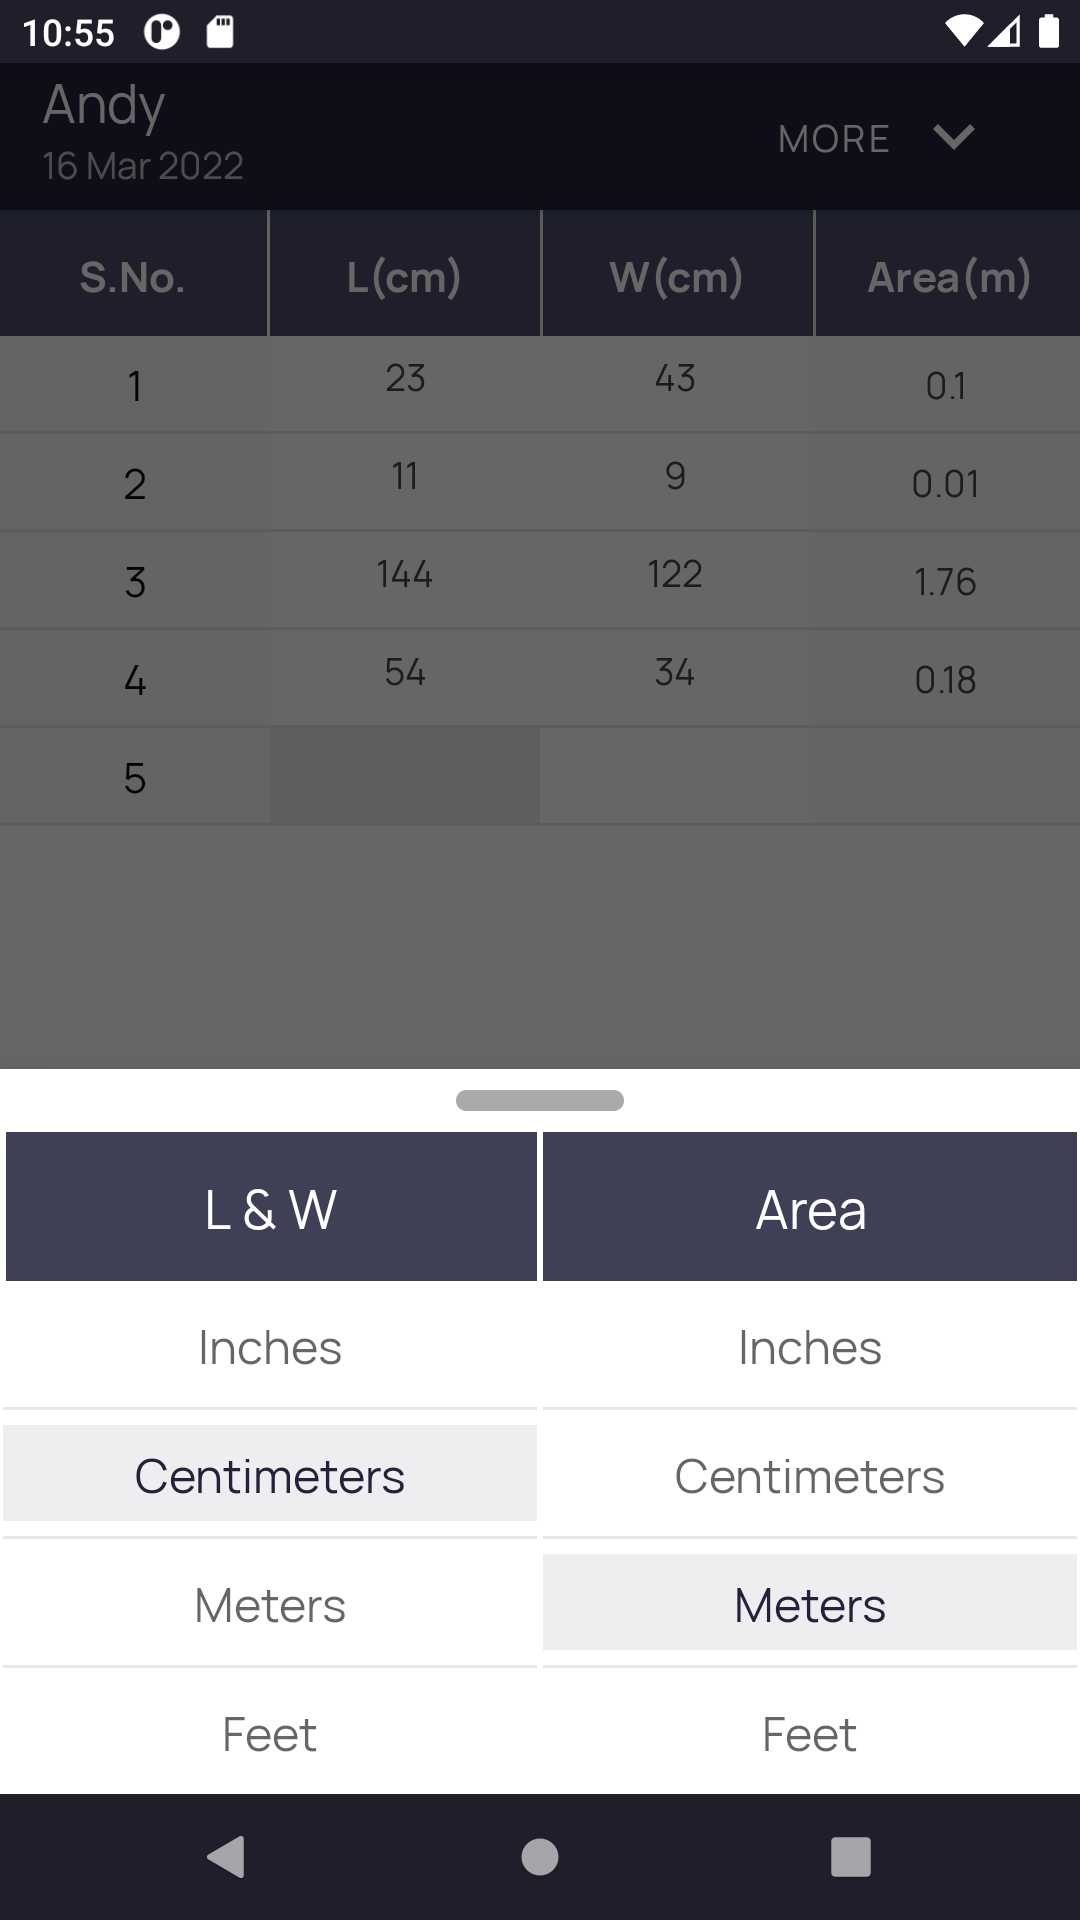 10:55
Andy
16 Mar 2022
MORE
S.No. L(cm) W(cm) Area(m)
1 23 43 0.1
2 11 9 0.01
3 144 122 1.76
4 54 34 0.18
5
L & W Area
Inches Inches
Centimeters Centimeters
Meters Meters
Feet Feet